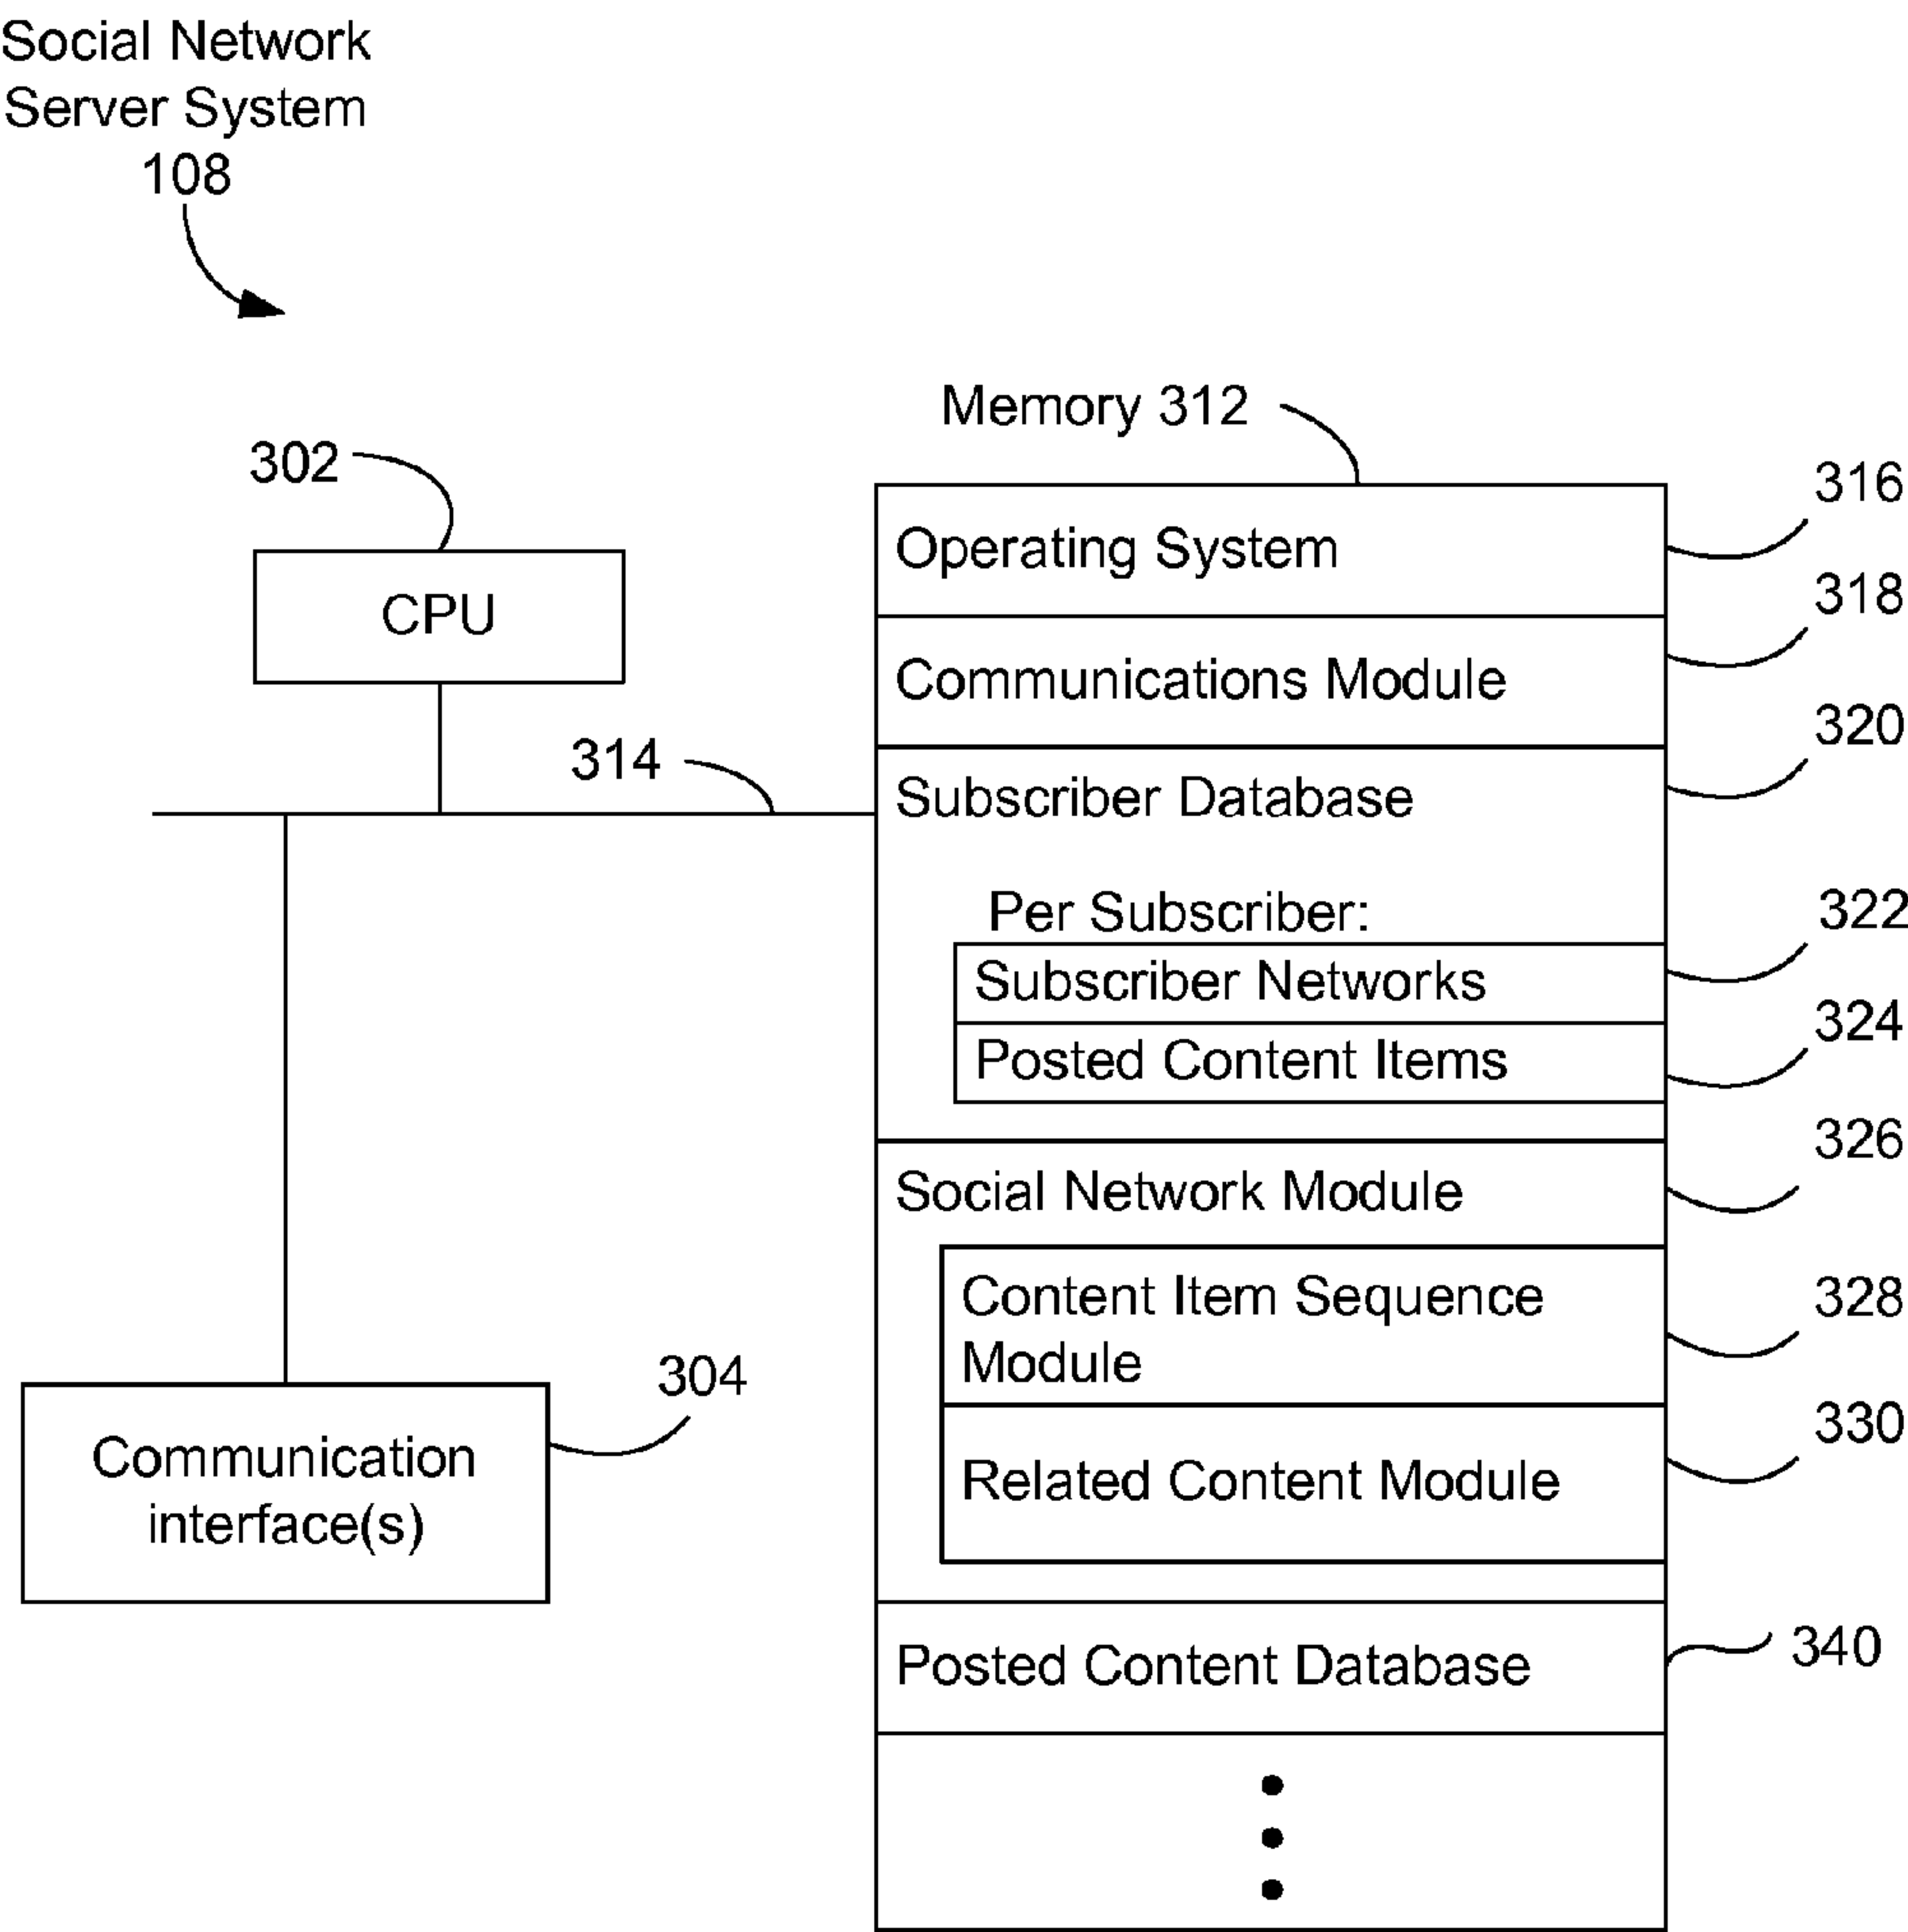 Social Network
Server System
108
Memory 312
302
316
Operating System
CPU
318
Communications Module
314
320
Subscriber Database
Per Subscriber:
322
Subscriber Networks
324
Posted Content Items
326
Social Network Module
328
Content Item Sequence
Module
304
330
Communication
interface(s)
Related Content Module
Posted Content Database
340